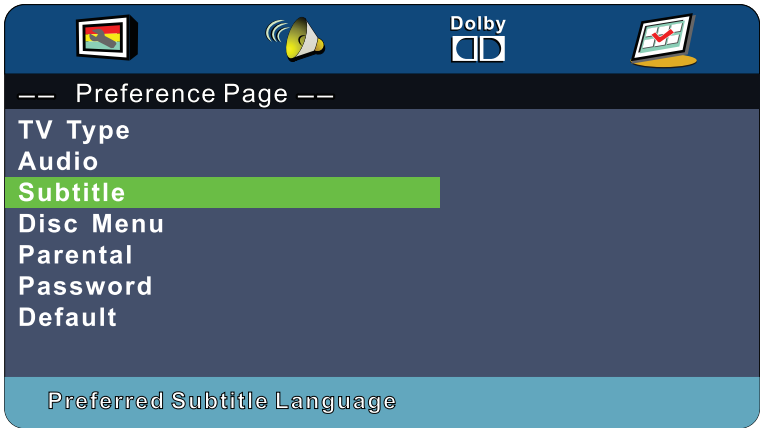 Dolby
-- Preference Page --
TV Type
Audio
Subtitle
Disc Menu
Parental
Password
Default
Preferred Subtitle Language